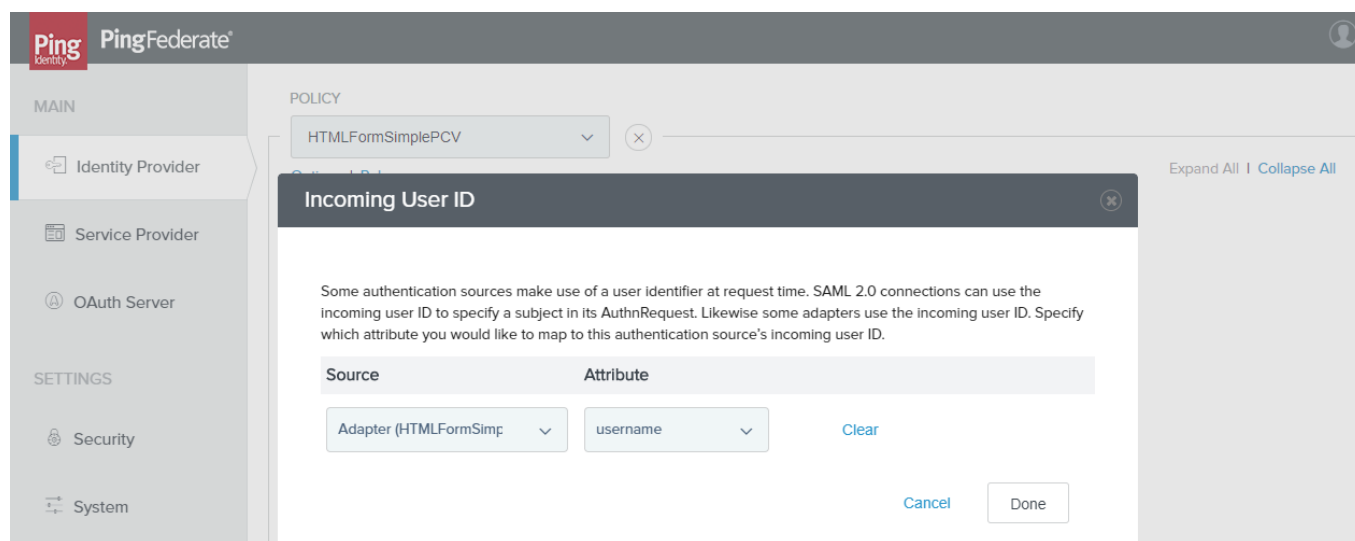 Ping
Identity.
PingFederate®
MAIN
Identity Provider
Service Provider
OAuth Server
SETTINGS
Security
System
POLICY
HTMLFormSimplePCV
Expand All | Collapse All
Incoming User ID
Some authentication sources make use of a user identifier at request time. SAML 2.0 connections can use the
incoming user ID to specify a subject in its AuthnRequest. Likewise some adapters use the incoming user ID. Specify
which attribute you would like to map to this authentication source's incoming user ID.
Source Attribute
Adapter (HTMLFormSimp username Clear
Cancel Done